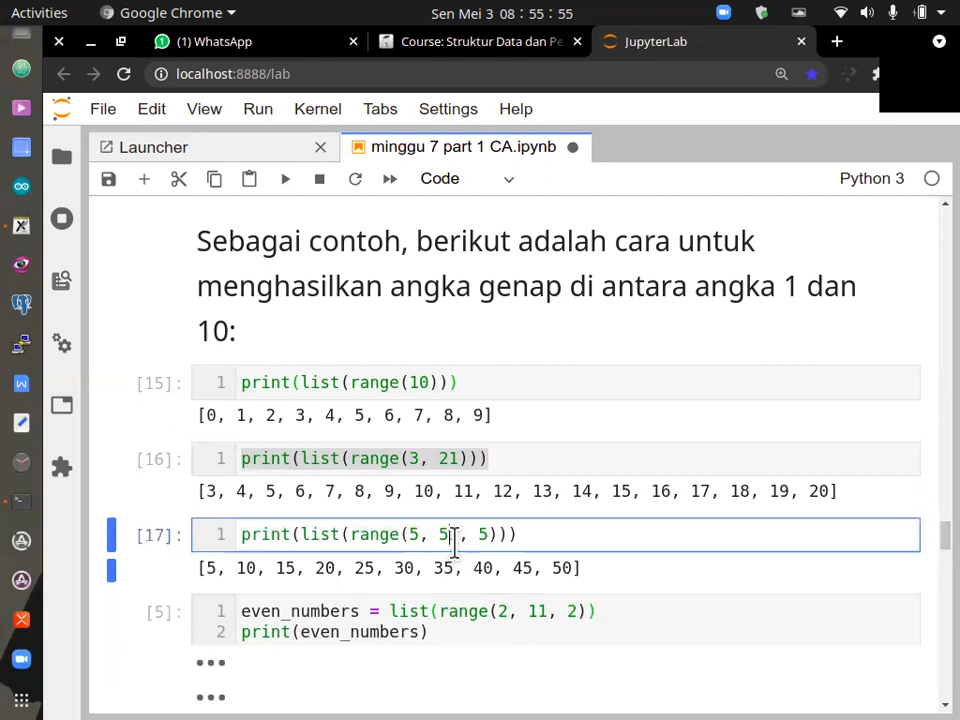 Activities Google Chrome Sen Mei 3 08:55:55
(1) WhatsApp Course: Struktur Data dan Pe JupyterLab
localhost:8888/lab
File Edit View Run Kernel Tabs Settings Help
Launcher minggu 7 part 1 CA.ipynb
Code Python 3
Sebagai contoh, berikut adalah cara untuk
menghasilkan angka genap di antara angka 1 dan
10:
[15]: 1 print(list(range(10)))
[0, 1, 2, 3, 4, 5, 6, 7, 8, 9]
[16]: 1 print(list(range(3, 21)))
[3, 4, 5, 6, 7, 8, 9, 10, 11, 12, 13, 14, 15, 16, 17, 18, 19, 20]
[17]: 1 print(list(range(5, 5, 5)))
[5, 10, 15, 20, 25, 30, 35, 40, 45, 50]
[5]: 1 even_numbers = list(range(2, 11, 2))
2 print(even_numbers)